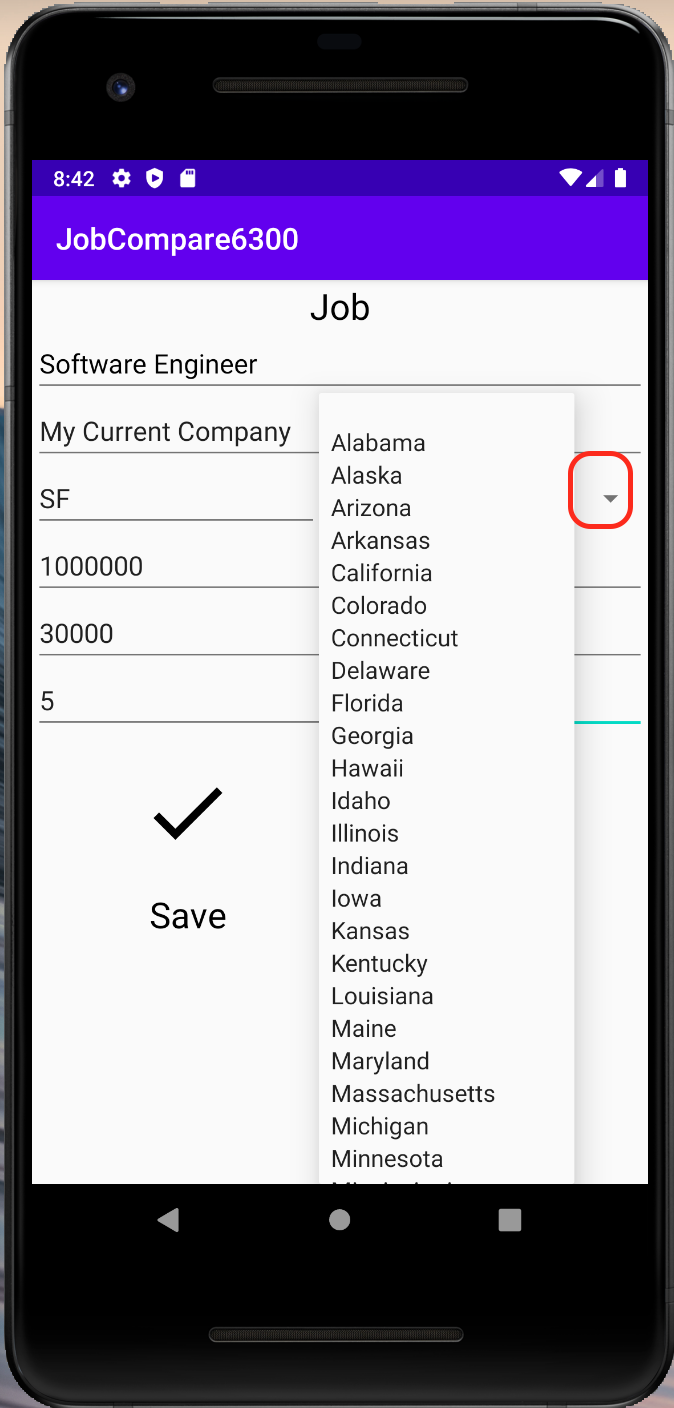 8:42
JobCompare6300
Job
Software Engineer
My Current Company
SF
1000000
30000
5
Save
Alabama
Alaska
Arizona
Arkansas
California
Colorado
Connecticut
Delaware
Florida
Georgia
Hawaii
Idaho
Illinois
Indiana
Iowa
Kansas
Kentucky
Louisiana
Maine
Maryland
Massachusetts
Michigan
Minnesota